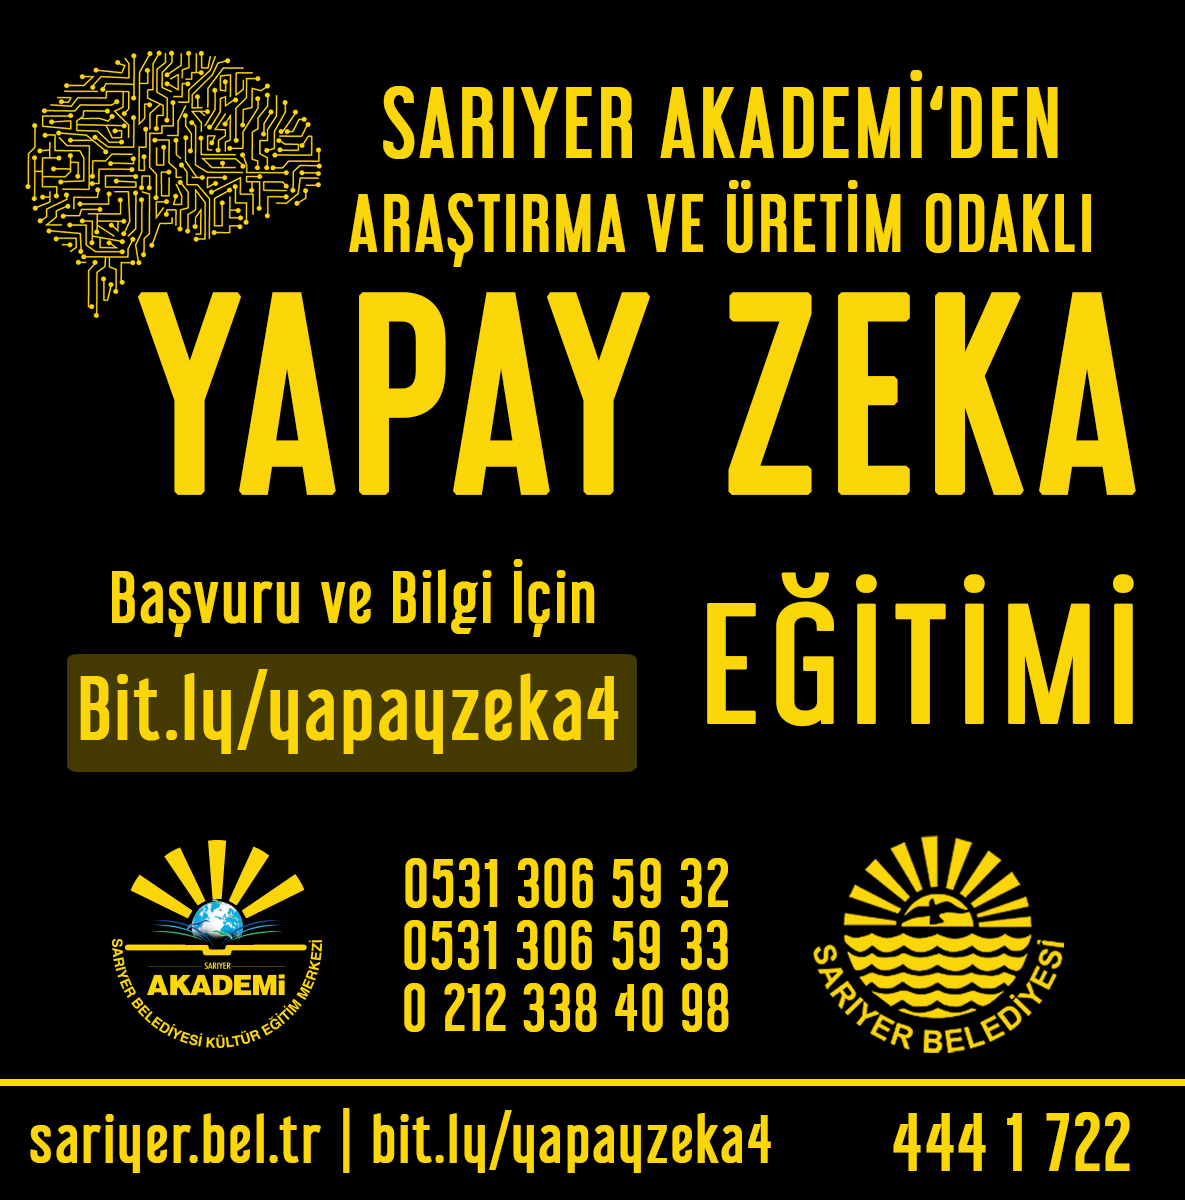 SARIYER AKADEMİ‘DEN
ARAŞTIRMA VE ÜRETİM ODAKLI
YAPAY ZEKA
EĞİTİMİ
Başvuru ve Bilgi İçin
Bit.ly/yapayzeka4
SARIYER
AKADEMİ
SARIYER BELEDİYESİ KÜLTÜR EĞİTİM MERKEZİ
0531 306 59 32
0531 306 59 33
0 212 338 40 98
SARIYER BELEDİYESİ
sariyer.bel.tr | bit.ly/yapayzeka4
444 1 722